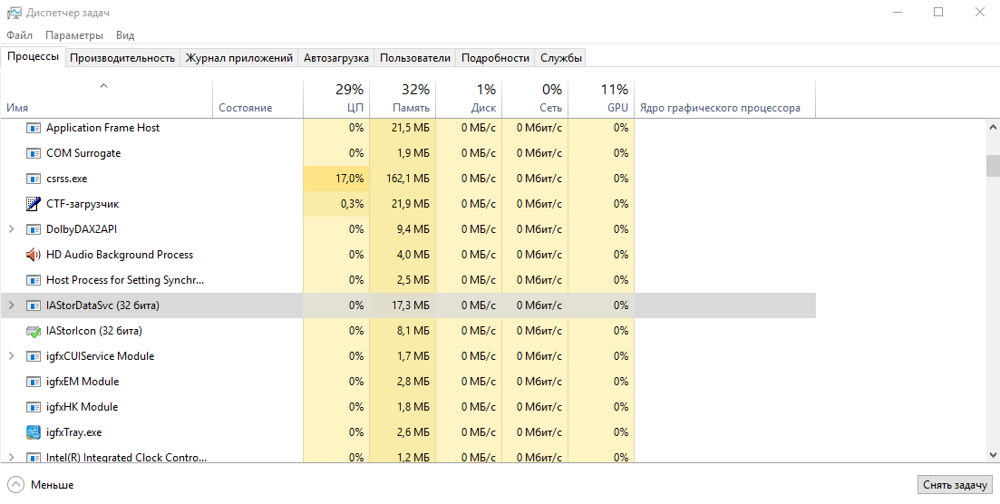 Диспетчер задач
Файл Параметры Вид
Процессы Производительность Журнал приложений Автозагрузка Пользователи Подробности Службы
29% 32% 1% 0% 11%
Имя Состояние ЦП Память Диск Сеть GPU Ядро графического процессора
Application Frame Host 0% 21,5 МБ 0 МБ/с 0 Мбит/с 0%
COM Surrogate 0% 1,9 МБ 0 МБ/с 0 Мбит/с 0%
csrss.exe 17,0% 162,1 МБ 0 МБ/с 0 Мбит/с 0%
CTF-загрузчик 0,3% 21,9 МБ 0 МБ/с 0 Мбит/с 0%
DolbyDAX2API 0% 9,4 МБ 0 МБ/с 0 Мбит/с 0%
HD Audio Background Process 0% 4,0 МБ 0 МБ/с 0 Мбит/с 0%
Host Process for Setting Synchr... 0% 2,5 МБ 0 МБ/с 0 Мбит/с 0%
IAStorDataSvc (32 бита) 0% 17,3 МБ 0 МБ/с 0 Мбит/с 0%
IAStorIcon (32 бита) 0% 8,1 МБ 0 МБ/с 0 Мбит/с 0%
igfxCUIService Module 0% 1,7 МБ 0 МБ/с 0 Мбит/с 0%
igfxEM Module 0% 2,8 МБ 0 МБ/с 0 Мбит/с 0%
igfxHK Module 0% 1,8 МБ 0 МБ/с 0 Мбит/с 0%
igfxTray.exe 0% 2,6 МБ 0 МБ/с 0 Мбит/с 0%
Intel(R) Integrated Clock Contro... 0% 1,2 МБ 0 МБ/с 0 Мбит/с 0%
Меньше Снять задачу